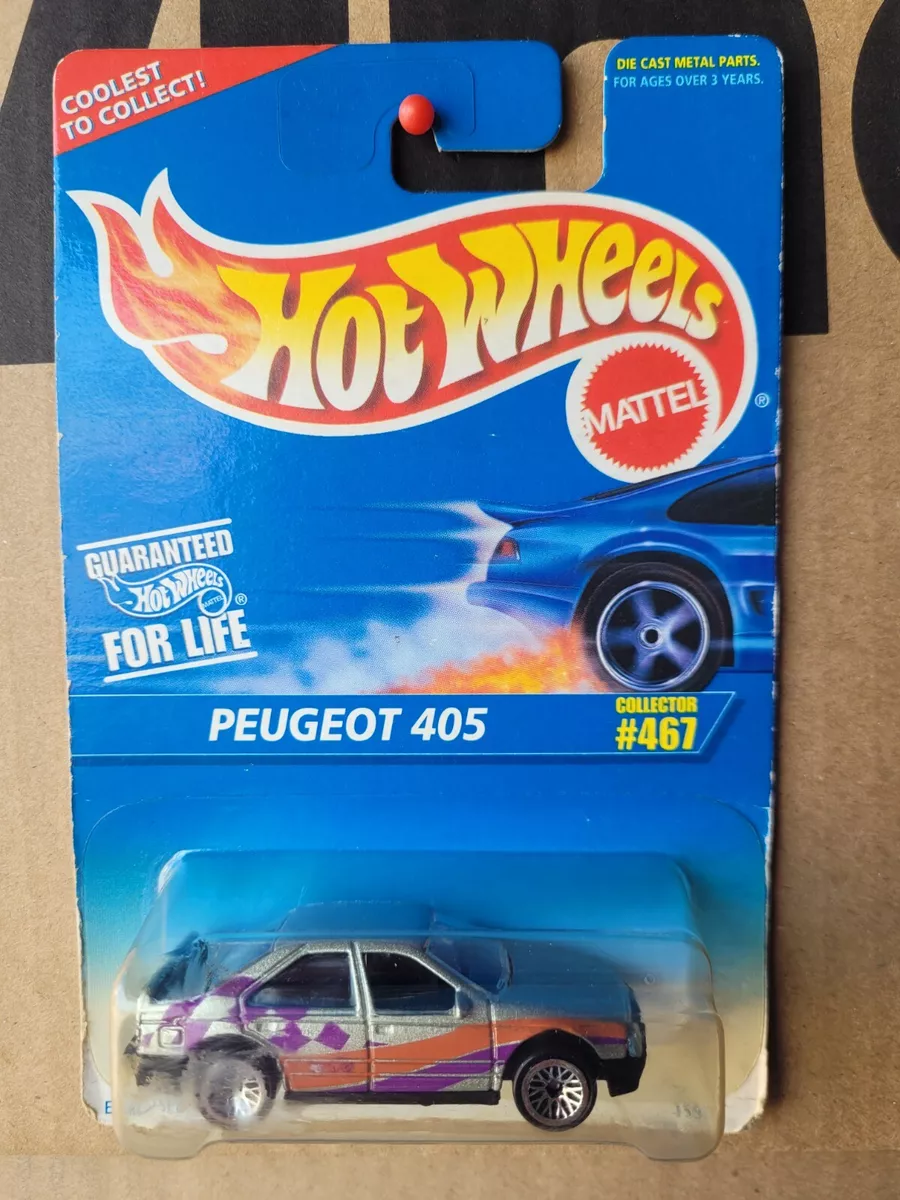 COOLEST
TO COLLECT!
DIE CAST METAL PARTS.
FOR AGES OVER 3 YEARS.
HOT WHEELS
MATTEL
®
GUARANTEED
HOT WHEELS
MATTEL
®
FOR LIFE
PEUGEOT 405
COLLECTOR
#467